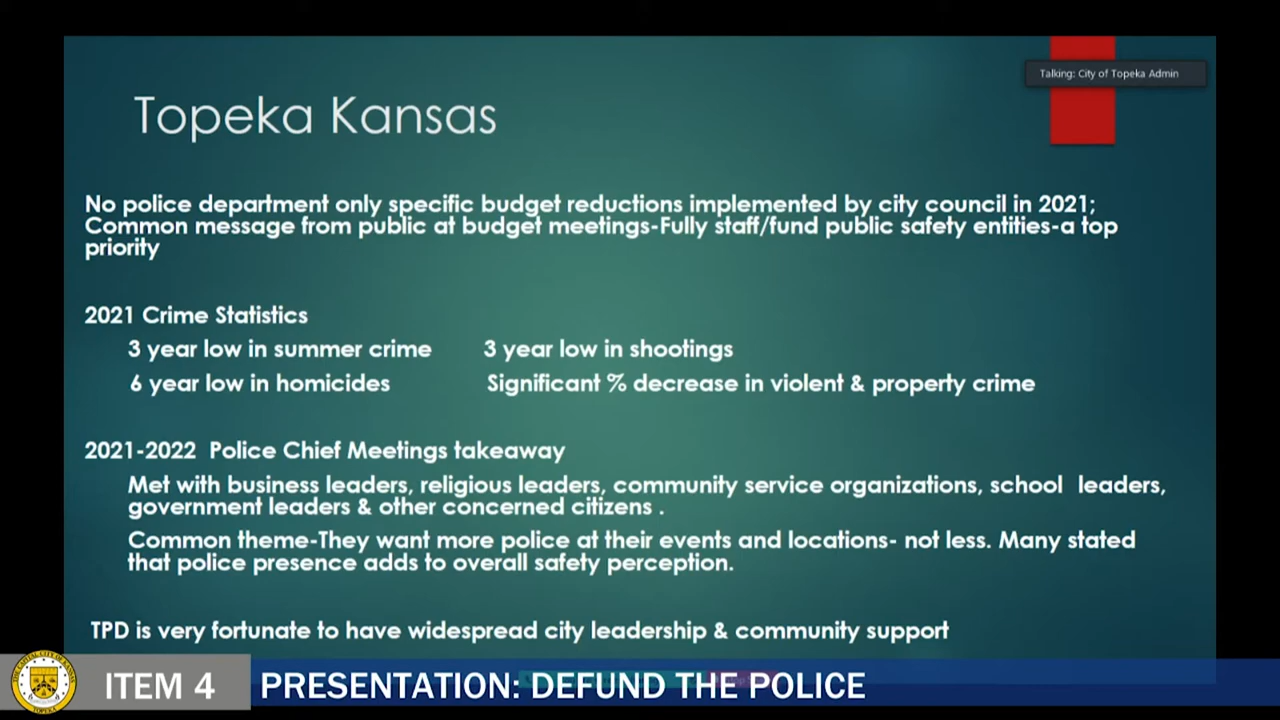 Talking: City of Topeka Admin
Topeka Kansas
No police department only specific budget reductions implemented by city council in 2021;
Common message from public at budget meetings-Fully staff/fund public safety entities-a top
priority
2021 Crime Statistics
3 year low in summer crime 3 year low in shootings
6 year low in homicides Significant % decrease in violent & property crime
2021-2022 Police Chief Meetings takeaway
Met with business leaders, religious leaders, community service organizations, school leaders,
government leaders & other concerned citizens .
Common theme-They want more police at their events and locations- not less. Many stated
that police presence adds to overall safety perception.
TPD is very fortunate to have widespread city leadership & community support
ITEM 4 PRESENTATION: DEFUND THE POLICE